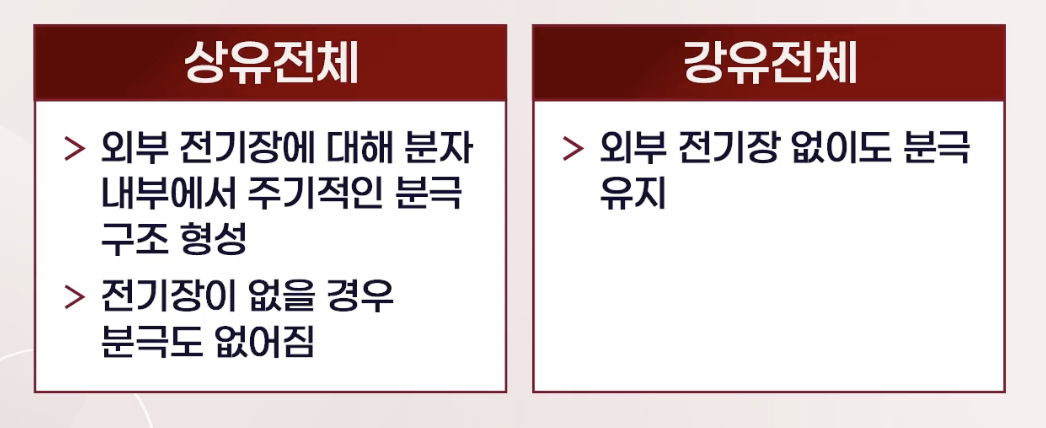 상유전체
> 외부 전기장에 대해 분자
내부에서 주기적인 분극
구조 형성
> 전기장이 없을 경우
분극도 없어짐
강유전체
> 외부 전기장 없이도 분극
유지